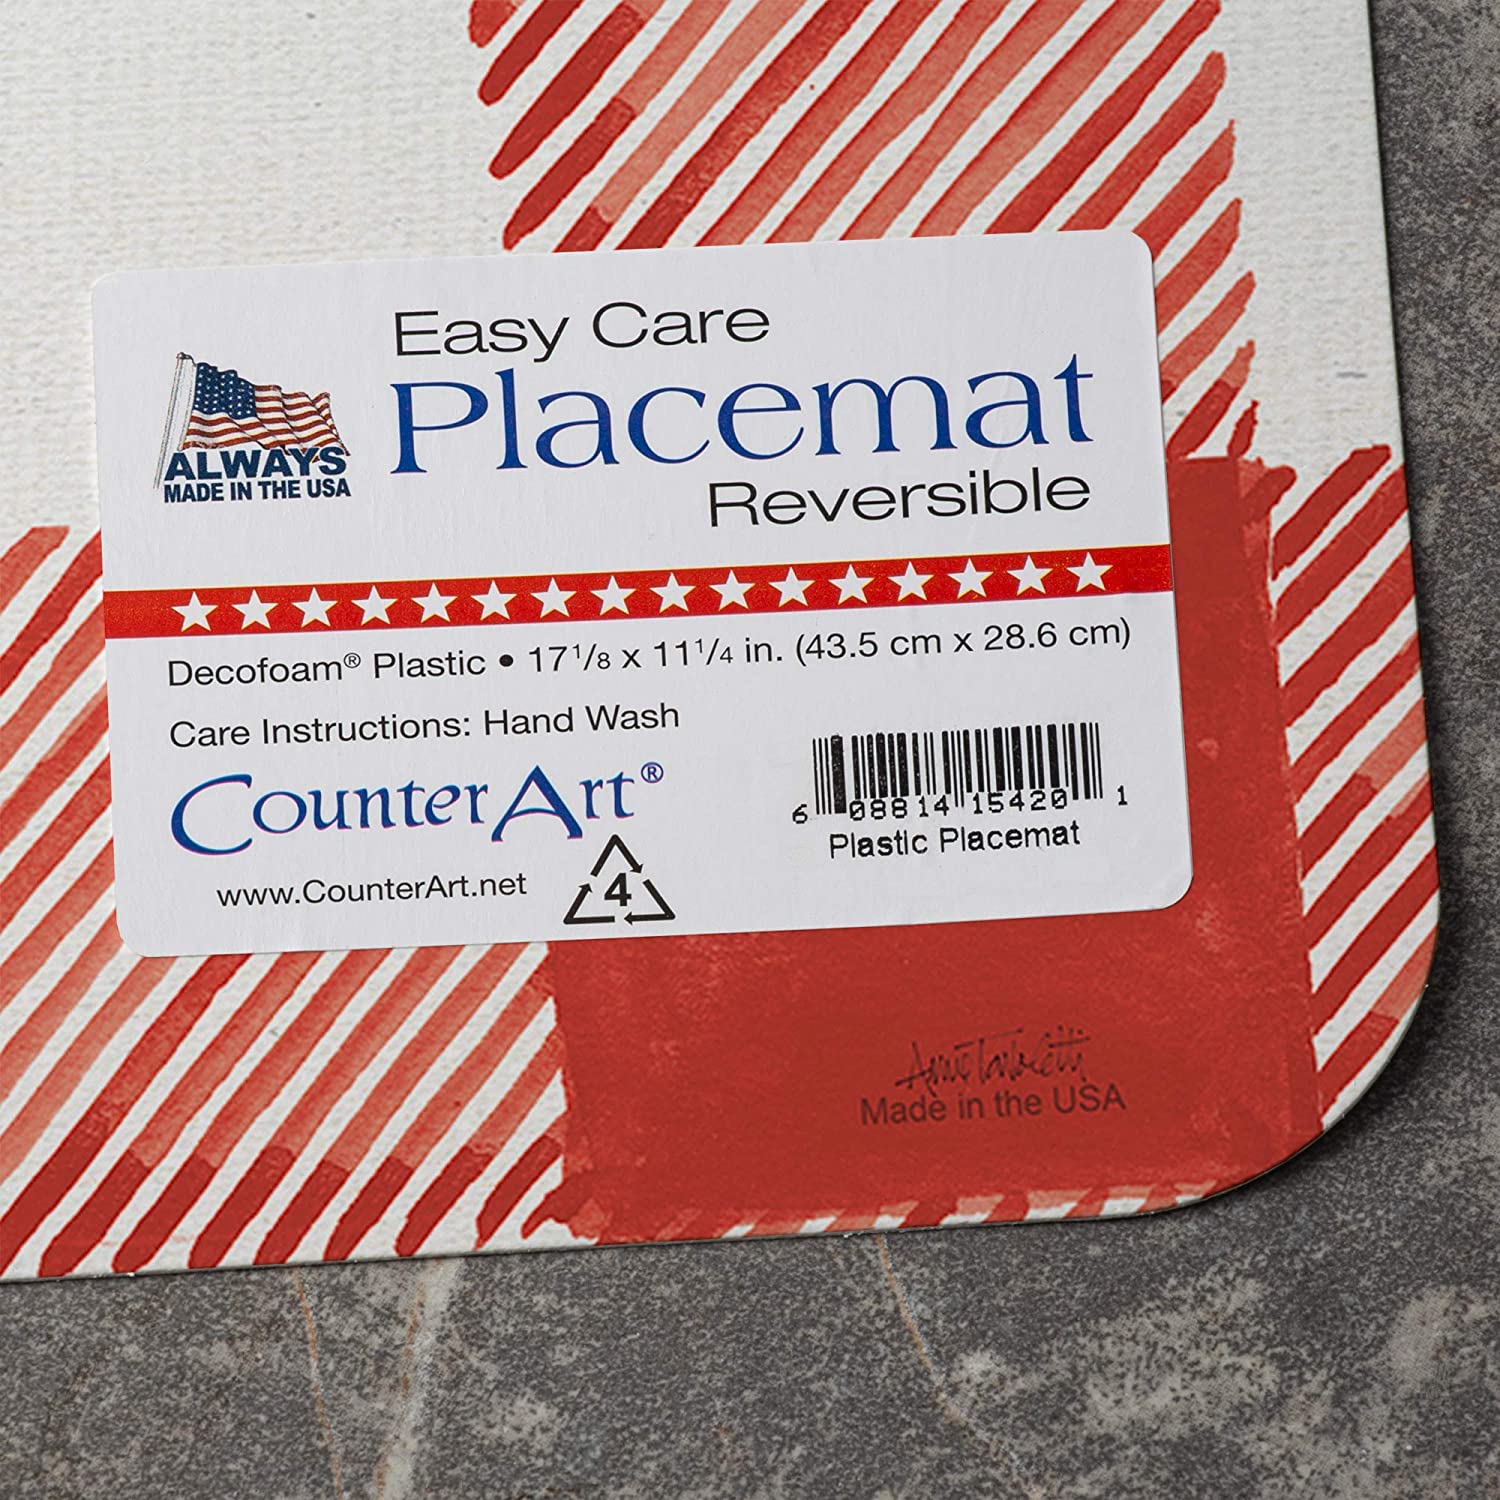 Easy Care
Placemat
Reversible
ALWAYS
MADE IN THE USA
Decofoam® Plastic • 17 1/8 x 11 1/4 in. (43.5 cm x 28.6 cm)
Care Instructions: Hand Wash
CounterArt®
www.CounterArt.net
4
6 08814 15420 1
Plastic Placemat
Made in the USA